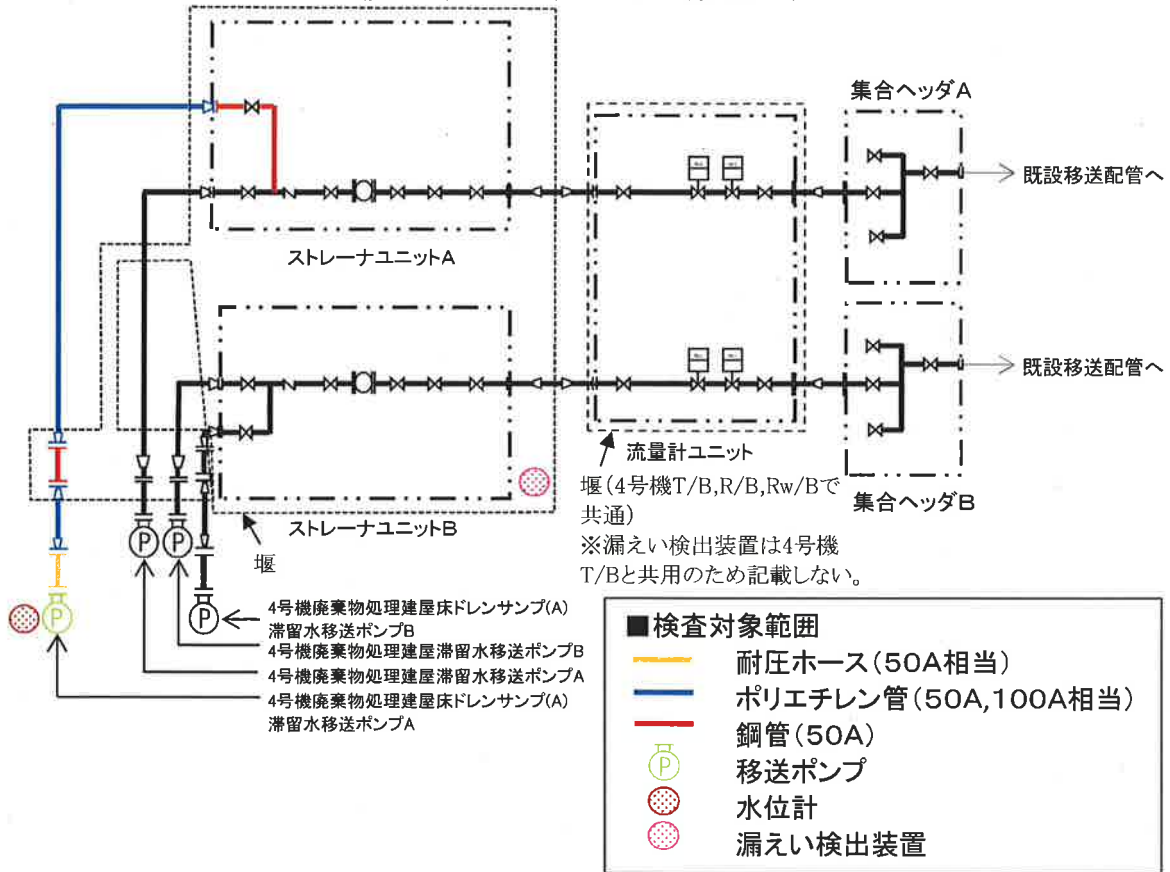 集合ヘッダA
既設移送配管へ
ストレーナユニットA
既設移送配管へ
流量計ユニット
堰(4号機T/B,R/B,Rw/Bで
共通)
※漏えい検出装置は4号機
T/Bと共用のため記載しない。
集合ヘッダB
ストレーナユニットB
堰
P
P
P
P
4号機廃棄物処理建屋床ドレンサンプ(A)
滞留水移送ポンプB
4号機廃棄物処理建屋滞留水移送ポンプB
4号機廃棄物処理建屋滞留水移送ポンプA
4号機廃棄物処理建屋床ドレンサンプ(A)
滞留水移送ポンプA
■検査対象範囲
耐圧ホース(50A相当)
ポリエチレン管(50A,100A相当)
鋼管(50A)
P 移送ポンプ
水位計
漏えい検出装置